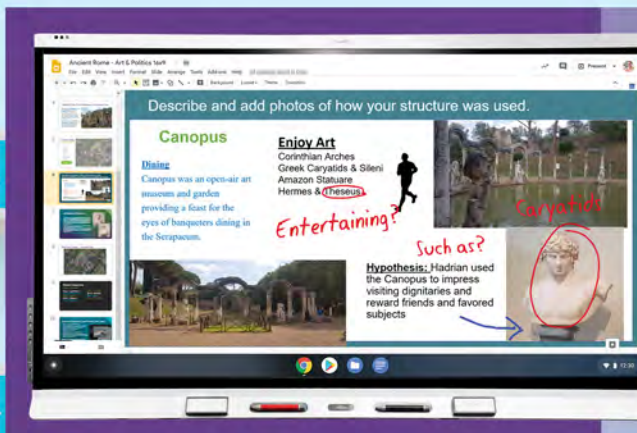 Ancient Rome - Art & Politics
File Edit View Insert Format Slide Arrange Tools Add-ons Help
Background Layout Theme Transition
Present
Describe and add photos of how your structure was used.
Canopus
Dining
Canopus was an open-air art
museum and garden
providing a feast for the
eyes of banqueters dining in
the Serapaeum.
Enjoy Art
Corinthian Arches
Greek Caryatids & Sileni
Amazon Statuare
Hermes & Theseus
Entertaining?
Caryatids
Such as?
Hypothesis: Hadrian used
the Canopus to impress
visiting dignitaries and
reward friends and favored
subjects